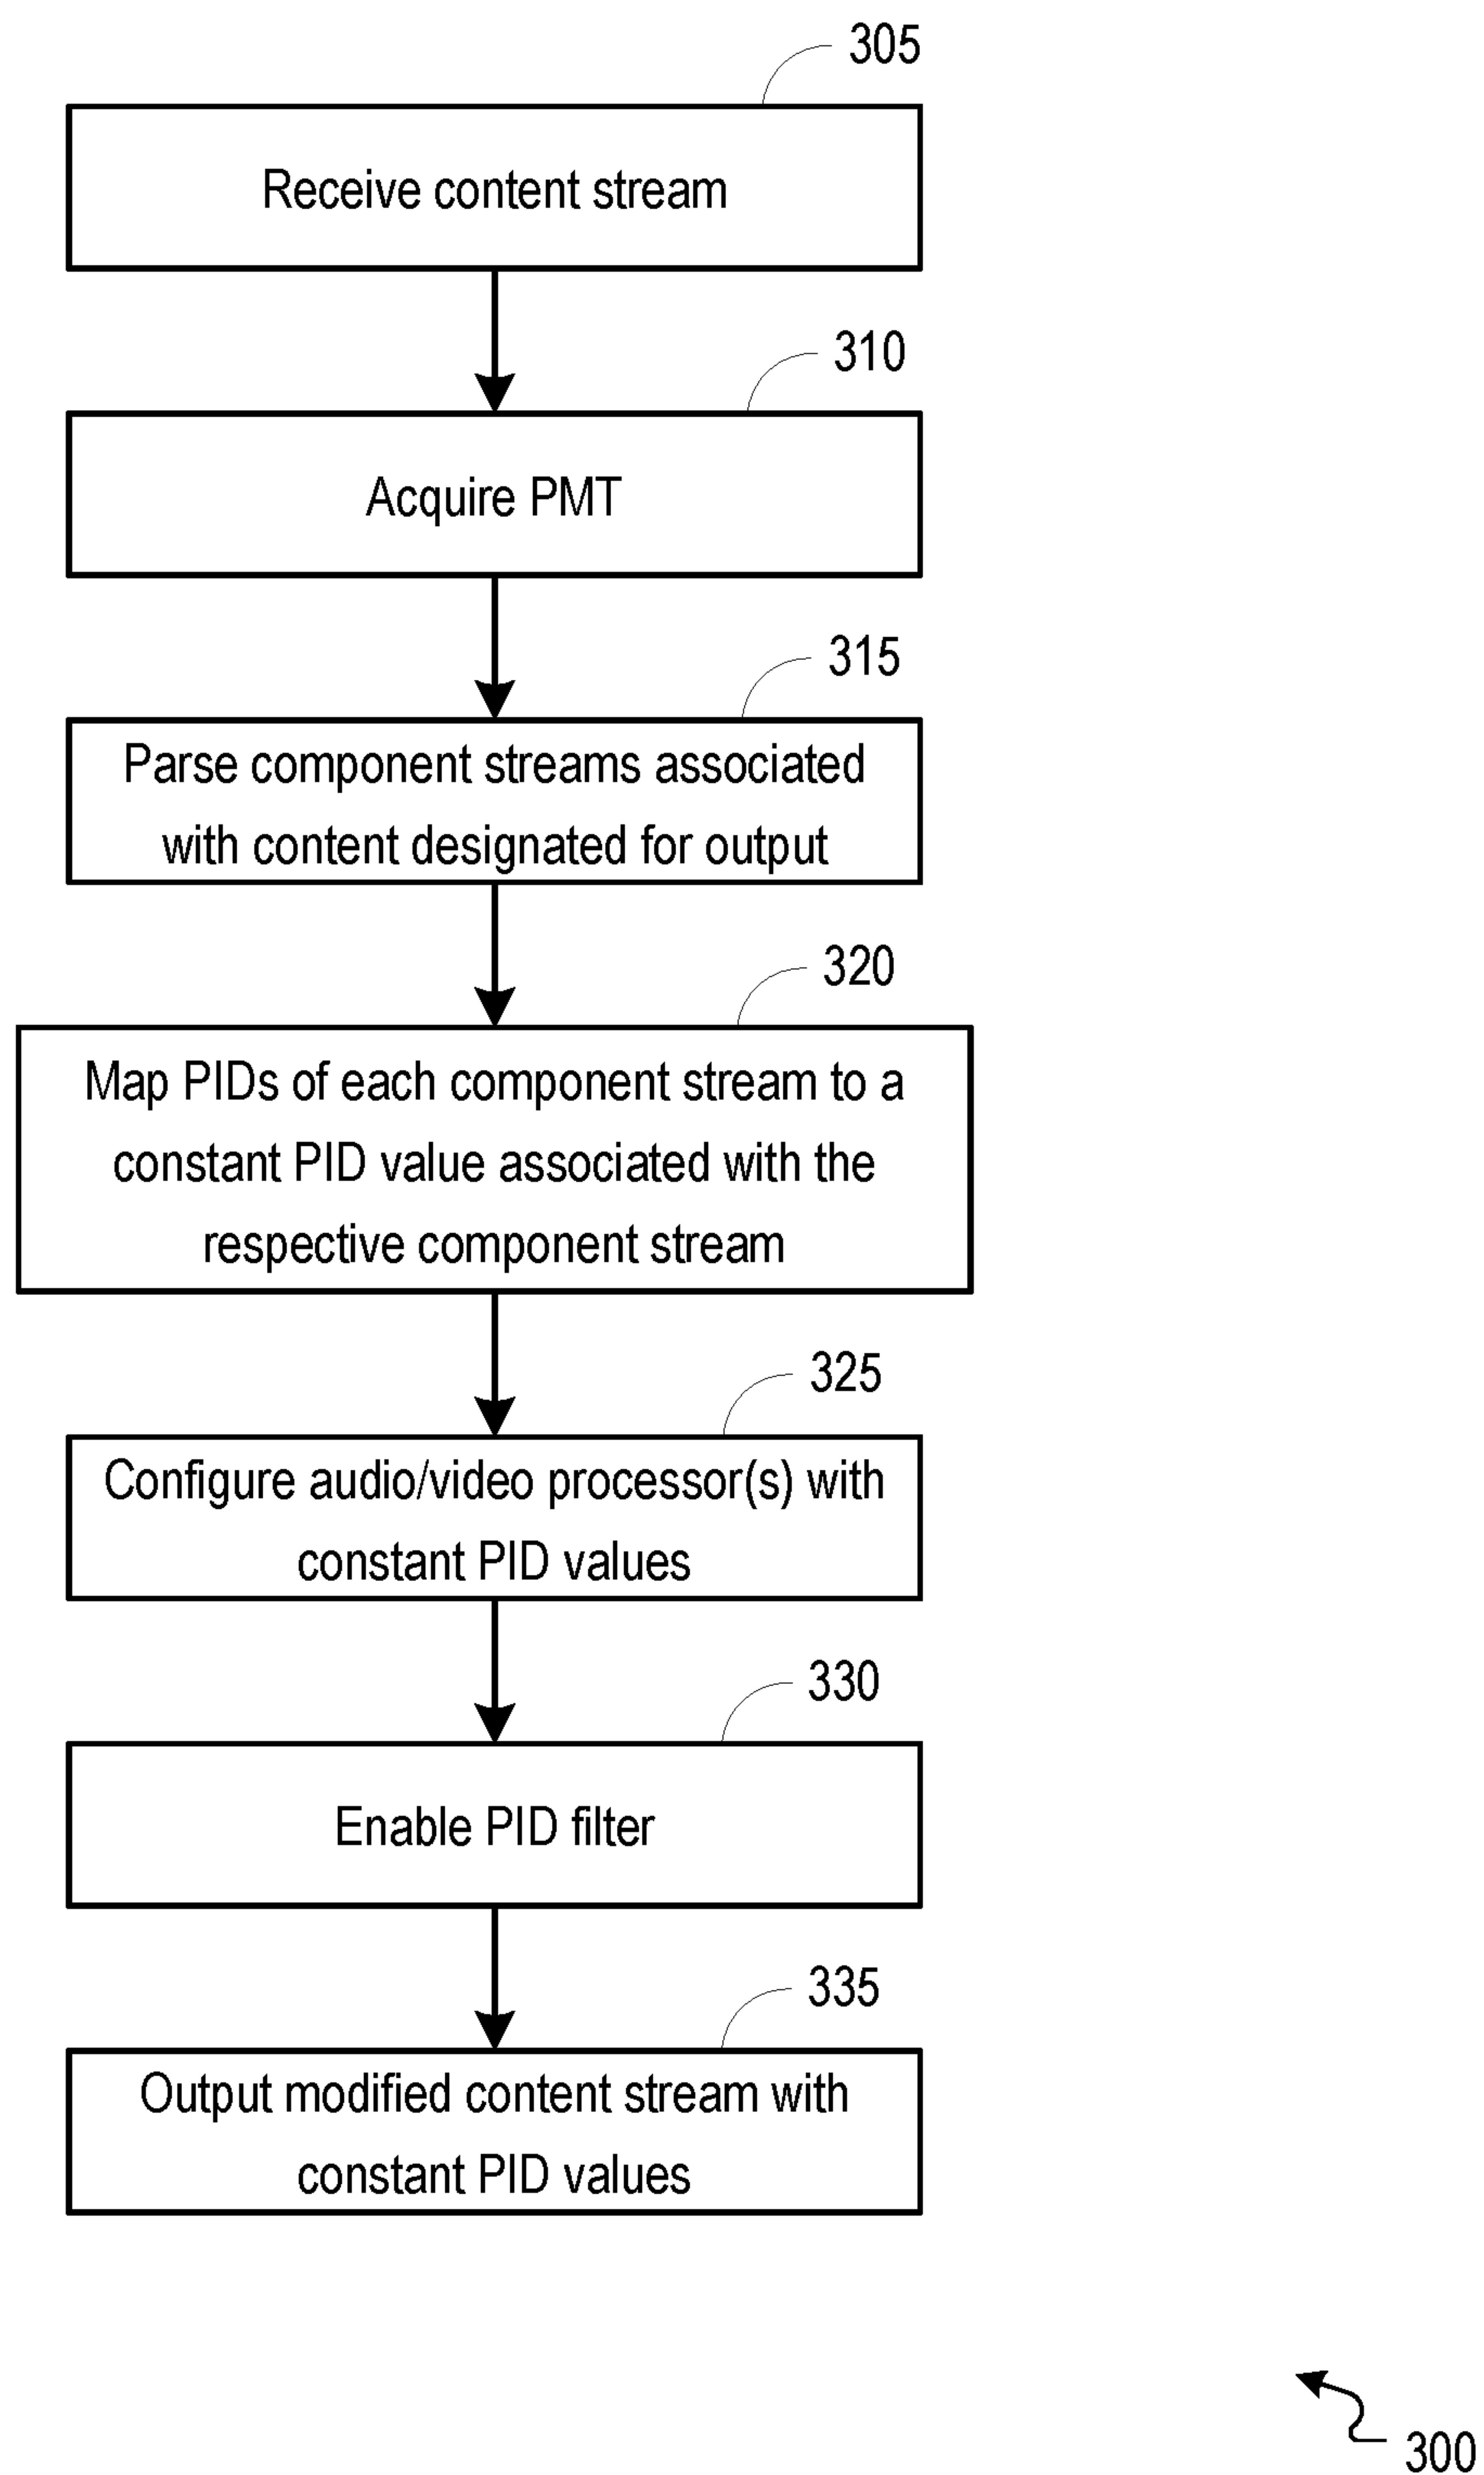 305
Receive content stream
310
Acquire PMT
315
Parse component streams associated
with content designated for output
320
Map PIDs of each component stream to a
constant PID value associated with the
respective component stream
325
Configure audio/video processor(s) with
constant PID values
330
Enable PID filter
335
Output modified content stream with
constant PID values
300